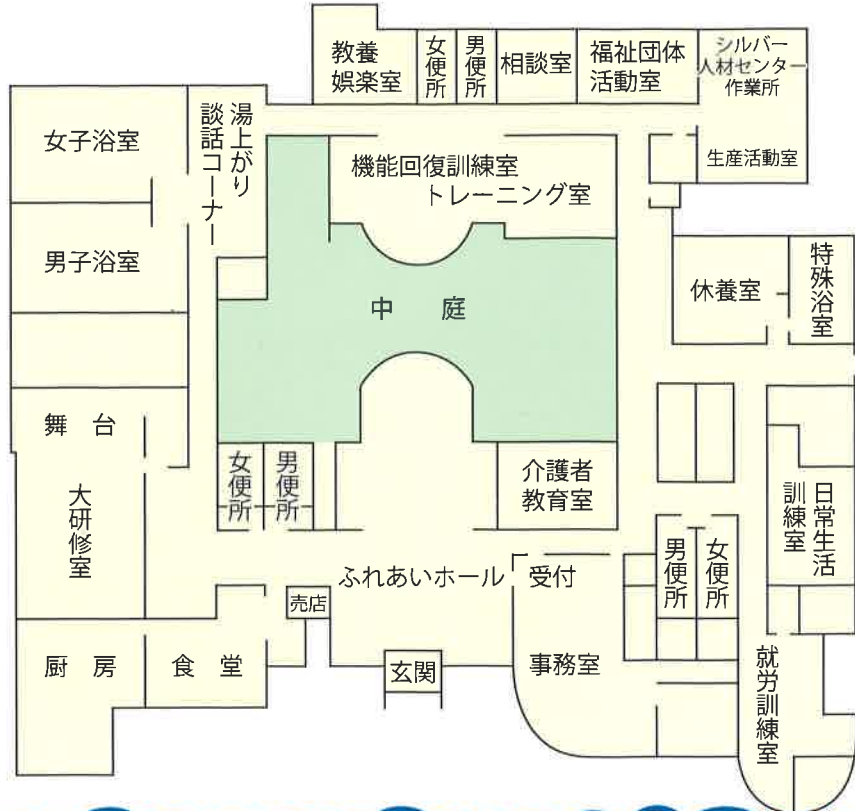 教養
娯楽室
女便所
男便所
相談室
福祉団体
活動室
シルバー
人材センター
作業所
生産活動室
女子浴室
湯上がり
談話コーナー
機能回復訓練室
トレーニング室
男子浴室
中 庭
休養室
特殊浴室
舞 台
大研修室
女便所
男便所
介護者
教育室
日常生活
訓練室
ふれあいホール
受付
男便所
女便所
売店
厨 房
食 堂
玄関
事務室
就労訓練室